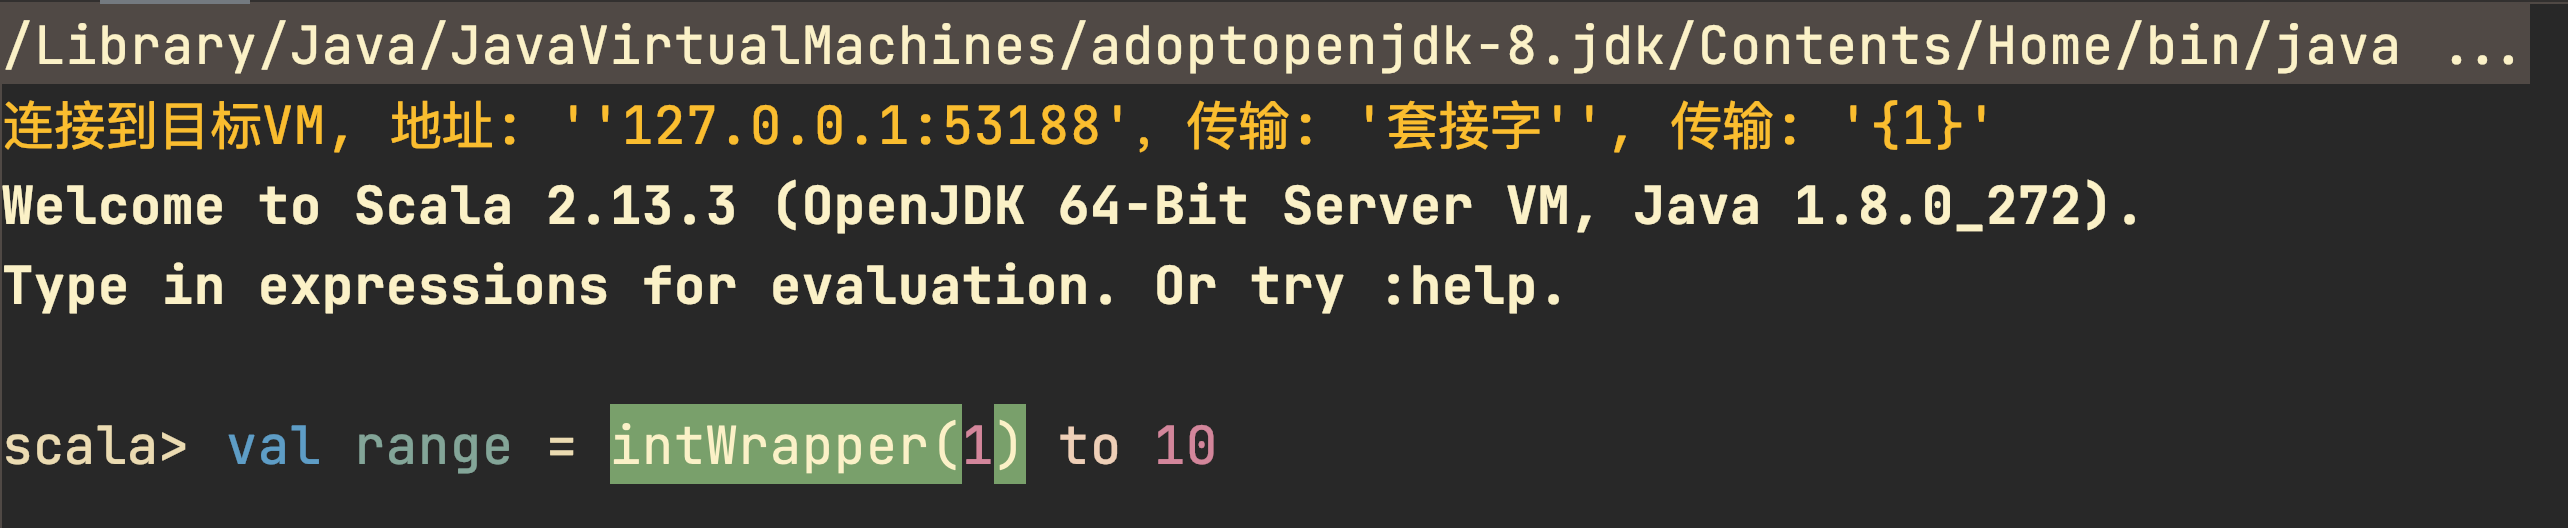 /Library/Java/JavaVirtualMachines/adoptopenjdk-8.jdk/Contents/Home/bin/java ...
连接到目标VM, 地址: ''127.0.0.1:53188', 传输: '套接字'', 传输: '{1}'
Welcome to Scala 2.13.3 (OpenJDK 64-Bit Server VM, Java 1.8.0_272).
Type in expressions for evaluation. Or try :help.
scala> val range = intWrapper(1) to 10